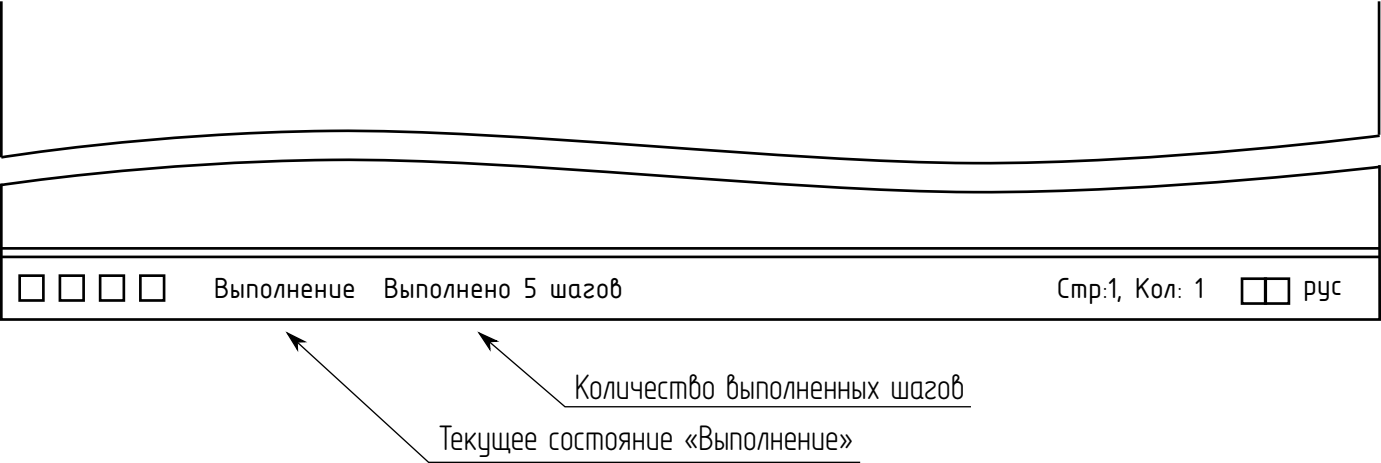 Выполнение Выполнено 5 шагов Стр:1, Кол: 1 рус
Количество выполненных шагов
Текущее состояние «Выполнение»